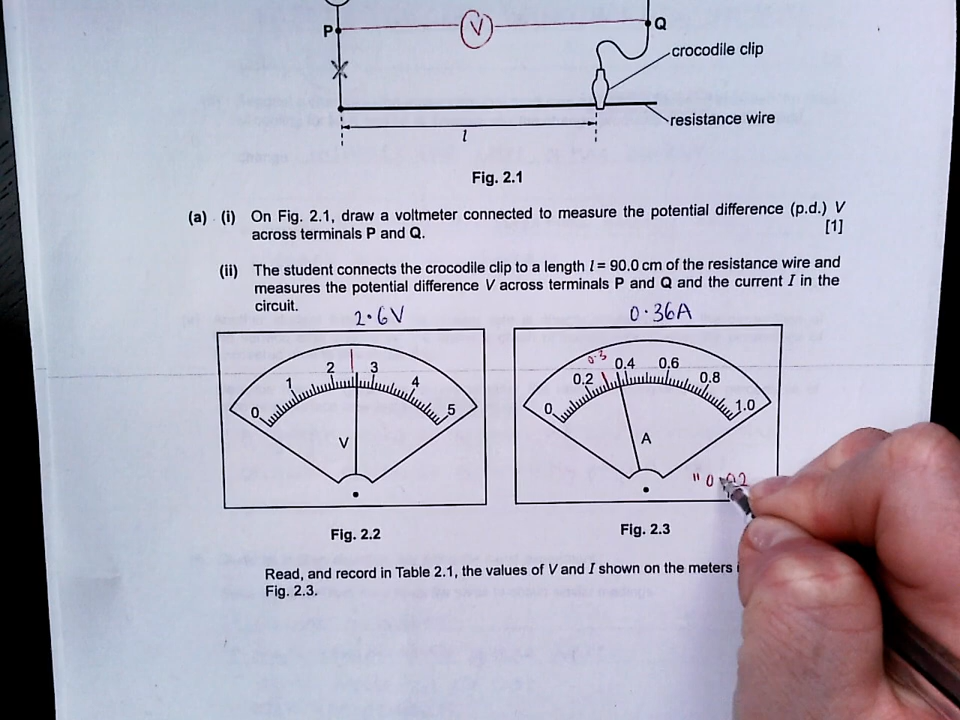 P
V
Q
crocodile clip
resistance wire
l
Fig. 2.1
(a) (i) On Fig. 2.1, draw a voltmeter connected to measure the potential difference (p.d.) V
across terminals P and Q.
[1]
(ii) The student connects the crocodile clip to a length l = 90.0 cm of the resistance wire and
measures the potential difference V across terminals P and Q and the current I in the
circuit.
2.6V
0.36A
0 1 2 3 4 5
V
0 0.2 0.3 0.4 0.6 0.8 1.0
A
"0.02
Fig. 2.2
Fig. 2.3
Read, and record in Table 2.1, the values of V and I shown on the meters
Fig. 2.3.